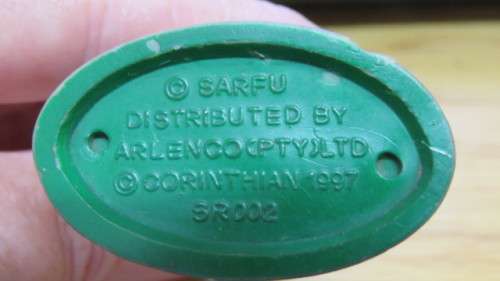 © SARFU
DISTRIBUTED BY
ARLENCO(PTY)LTD
© CORINTHIAN 1997
SR002